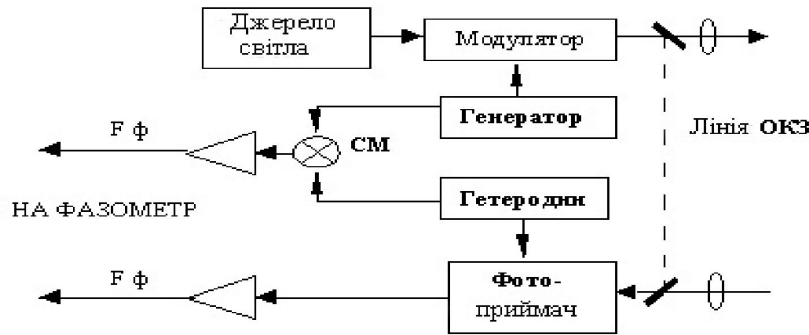 Джерело
світла
Модулятор
F ф
Генератор
СМ
Лінія ОКЗ
НА ФАЗОМЕТР
Гетеродин
F ф
Фото-
приймач